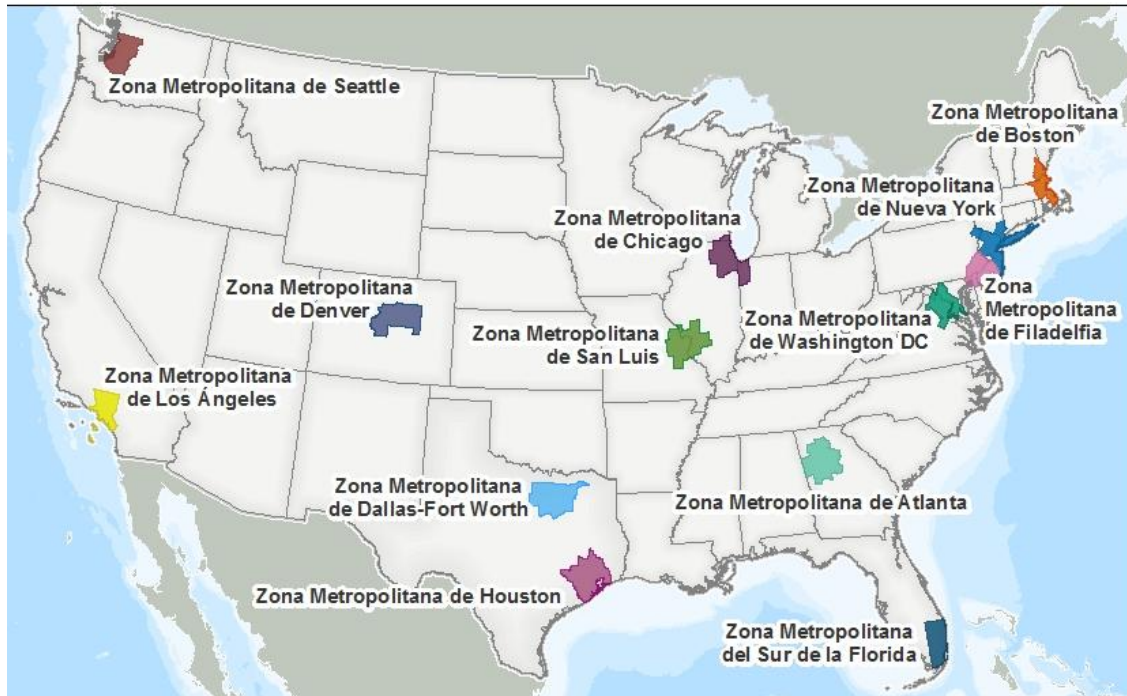 Zona Metropolitana de Seattle
Zona Metropolitana
de Boston
Zona Metropolitana
de Nueva York
Zona Metropolitana
de Chicago
Zona
Metropolitana
de Filadelfia
Zona Metropolitana
de Denver
Zona Metropolitana
de San Luis
Zona Metropolitana
de Washington DC
Zona Metropolitana
de Los Ángeles
Zona Metropolitana
de Dallas-Fort Worth
Zona Metropolitana de Atlanta
Zona Metropolitana de Houston
Zona Metropolitana
del Sur de la Florida